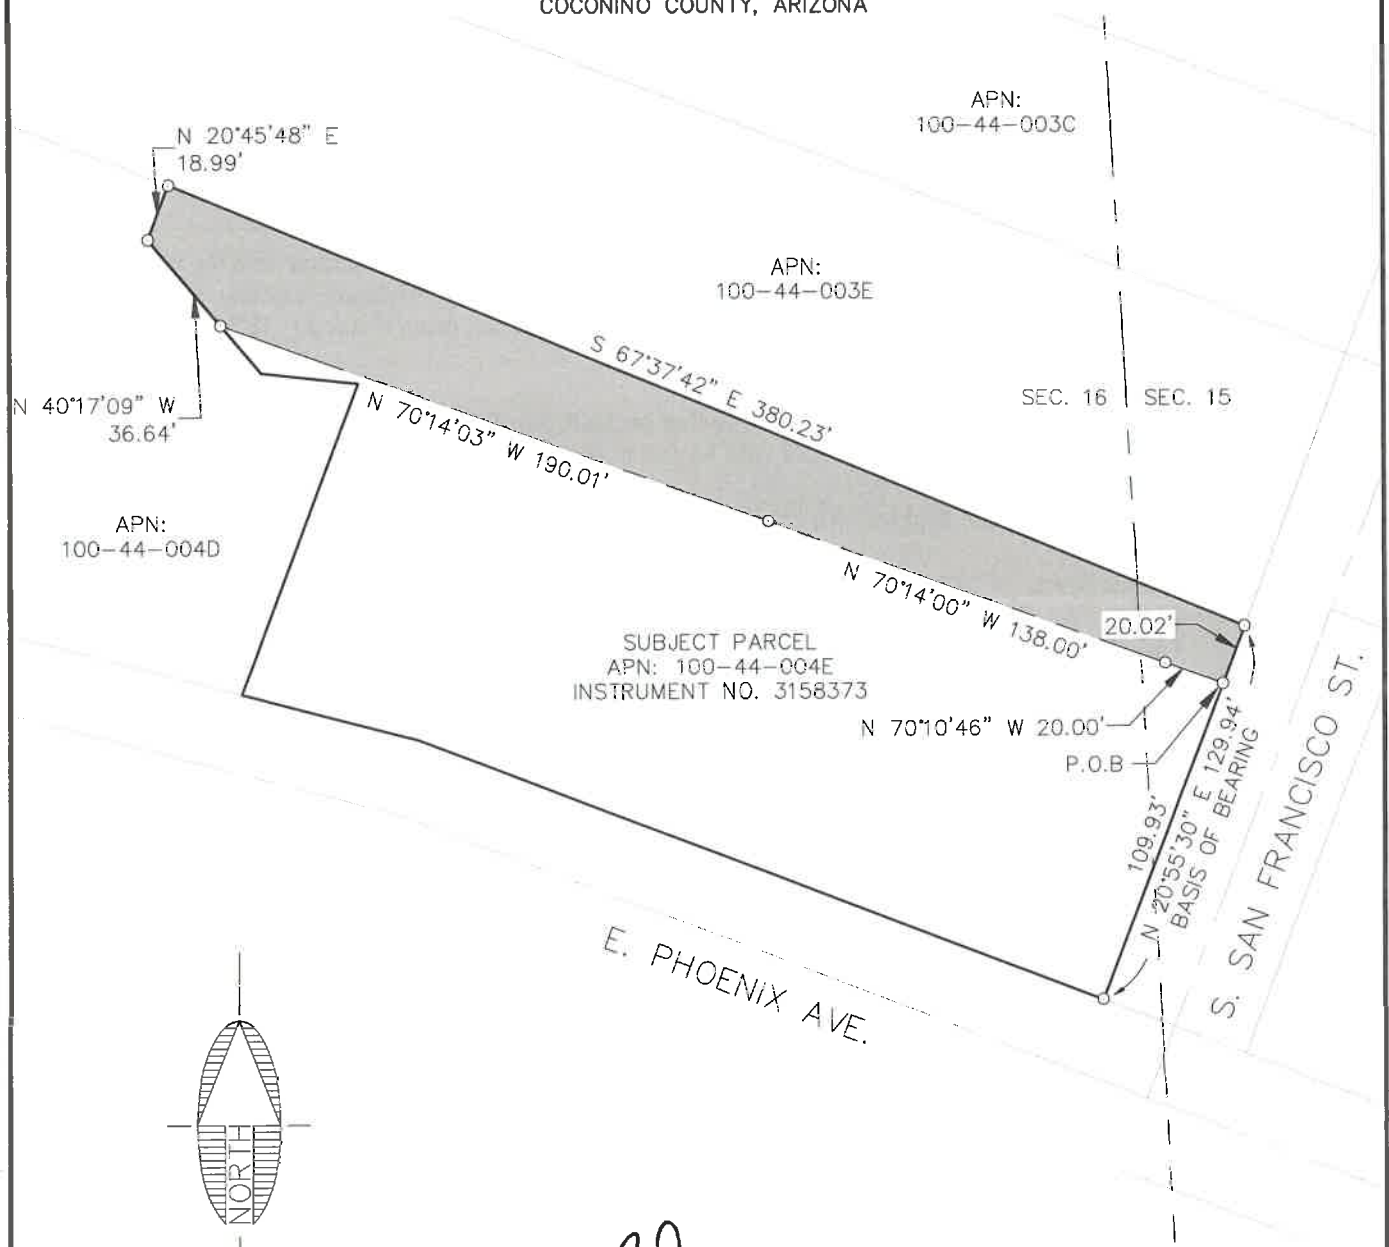 COCONINO COUNTY, ARIZONA
APN:
100-44-003C
N 20°45'48" E
18.99'
APN:
100-44-003E
S 67°37'42" E 380.23'
SEC. 16
SEC. 15
N 40°17'09" W
36.64'
N 70°14'03" W 190.01'
APN:
100-44-004D
N 70°14'00" W 138.00'
20.02'
SUBJECT PARCEL
APN: 100-44-004E
INSTRUMENT NO. 3158373
N 70°10'46" W 20.00'
P.O.B
109.93'
N 20°55'30" E 129.94'
BASIS OF BEARING
S. SAN FRANCISCO ST.
E. PHOENIX AVE.
NORTH